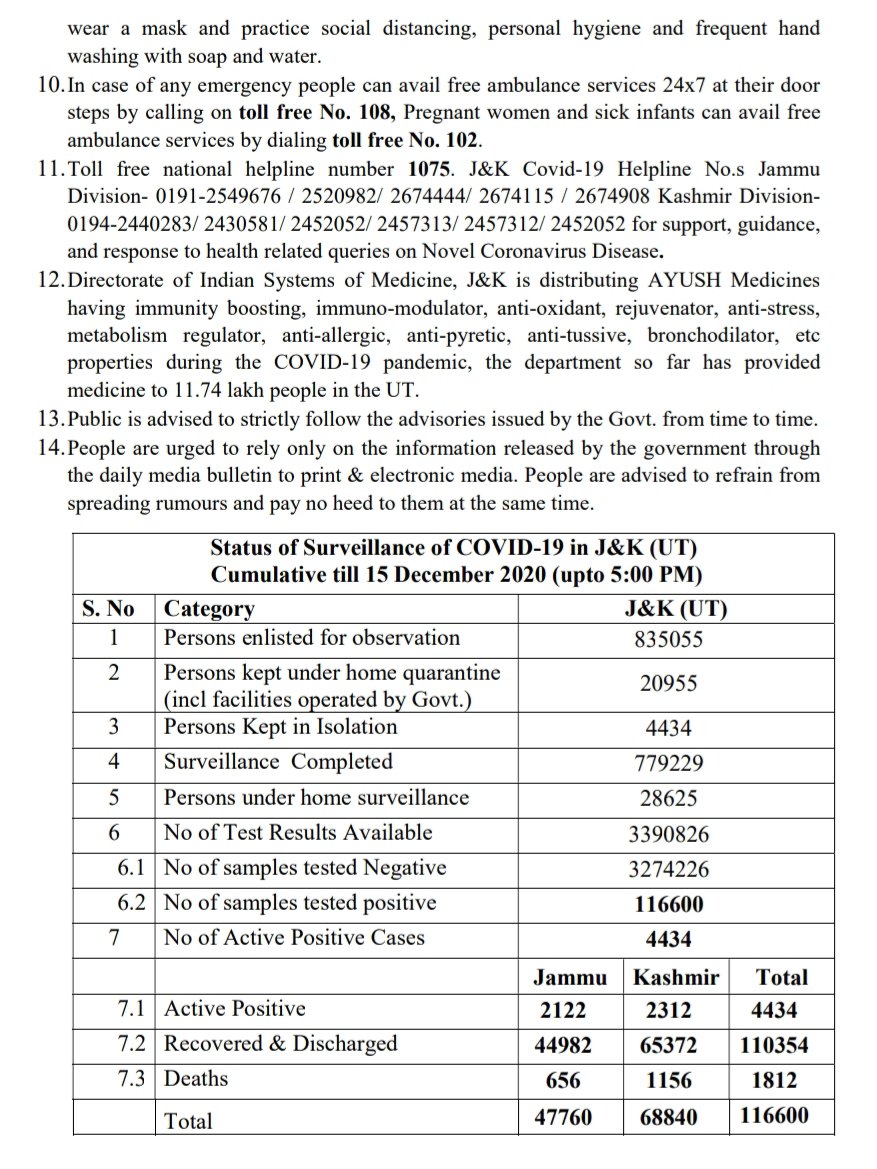 wear a mask and practice social distancing, personal hygiene and frequent hand
washing with soap and water.
10.In case of any emergency people can avail free ambulance services 24x7 at their door
steps by calling on toll free No. 108, Pregnant women and sick infants can avail free
ambulance services by dialing toll free No. 102.
11.Toll free national helpline number 1075. J&K Covid-19 Helpline No.s Jammu
Division- 0191-2549676 / 2520982/ 2674444/ 2674115 / 2674908 Kashmir Division-
0194-2440283/ 2430581/ 2452052/ 2457313/ 2457312/ 2452052 for support, guidance,
and response to health related queries on Novel Coronavirus Disease.
12.Directorate of Indian Systems of Medicine, J&K is distributing AYUSH Medicines
having immunity boosting, immuno-modulator, anti-oxidant, rejuvenator, anti-stress,
metabolism regulator, anti-allergic, anti-pyretic, anti-tussive, bronchodilator, etc
properties during the COVID-19 pandemic, the department so far has provided
medicine to 11.74 lakh people in the UT.
13.Public is advised to strictly follow the advisories issued by the Govt. from time to time.
14.People are urged to rely only on the information released by the government through
the daily media bulletin to print & electronic media. People are advised to refrain from
spreading rumours and pay no heed to them at the same time.
Status of Surveillance of COVID-19 in J&K (UT)
Cumulative till 15 December 2020 (upto 5:00 PM)
S. No Category J&K (UT)
1 Persons enlisted for observation 835055
2 Persons kept under home quarantine
(incl facilities operated by Govt.) 20955
3 Persons Kept in Isolation 4434
4 Surveillance Completed 779229
5 Persons under home surveillance 28625
6 No of Test Results Available 3390826
6.1 No of samples tested Negative 3274226
6.2 No of samples tested positive 116600
7 No of Active Positive Cases 4434
Jammu Kashmir Total
7.1 Active Positive 2122 2312 4434
7.2 Recovered & Discharged 44982 65372 110354
7.3 Deaths 656 1156 1812
Total 47760 68840 116600